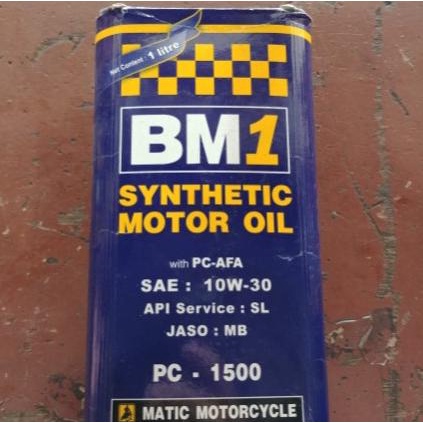 Net Content : 1 litre
BM1
SYNTHETIC
MOTOR OIL
with PC-AFA
SAE : 10W-30
API Service : SL
JASO : MB
PC - 1500
MATIC MOTORCYCLE